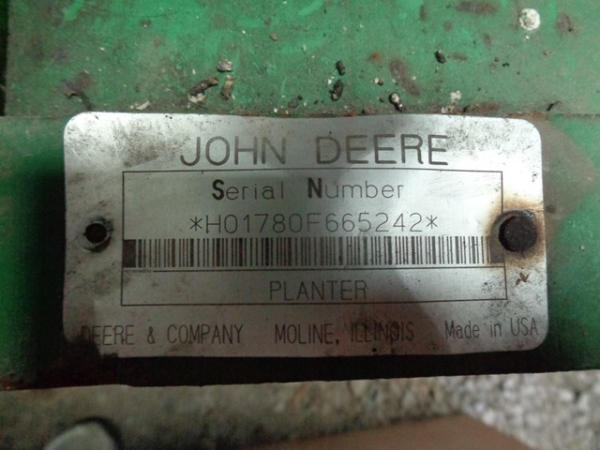 JOHN DEERE
Serial Number
*H01780F665242*
PLANTER
DEERE & COMPANY MOLINE, ILLINOIS Made in USA